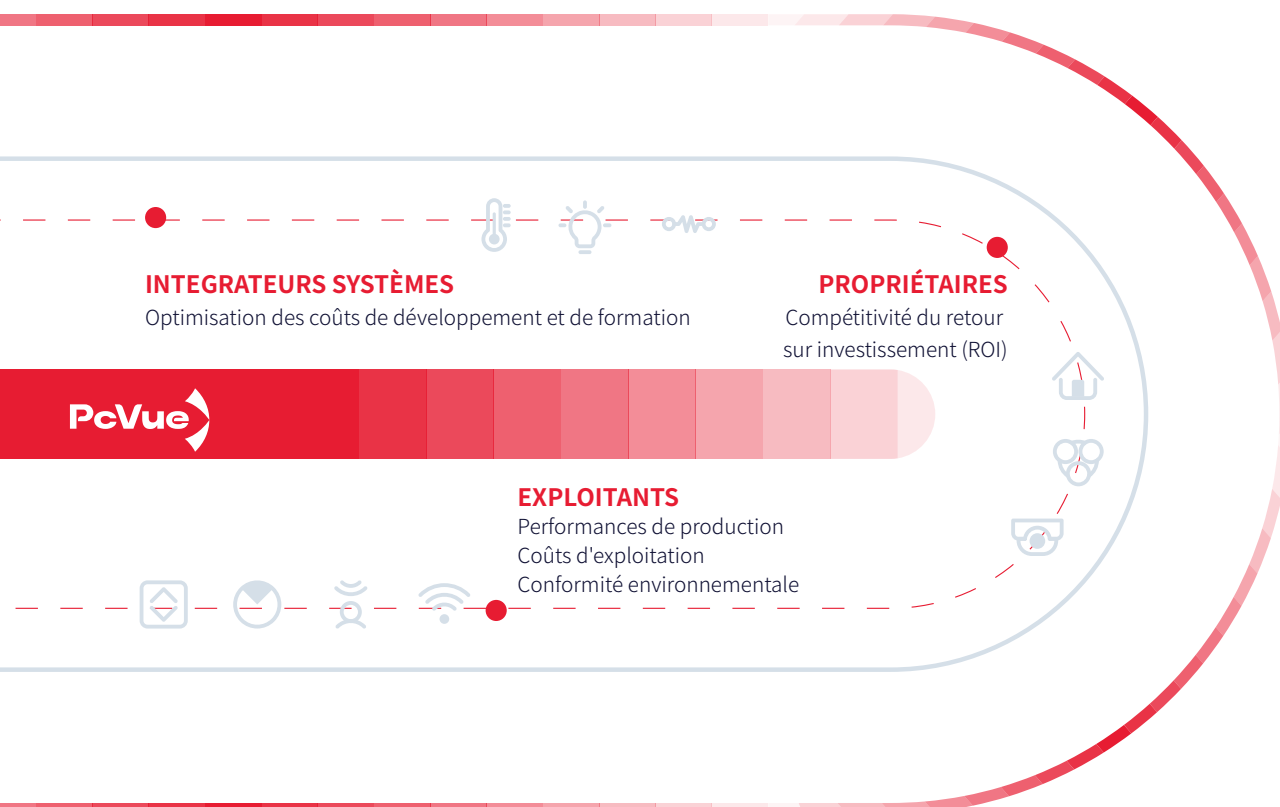 INTEGRATEURS SYSTÈMES
Optimisation des coûts de développement et de formation
PROPRIÉTAIRES
Compétitivité du retour
sur investissement (ROI)
PcVue
EXPLOITANTS
Performances de production
Coûts d'exploitation
Conformité environnementale